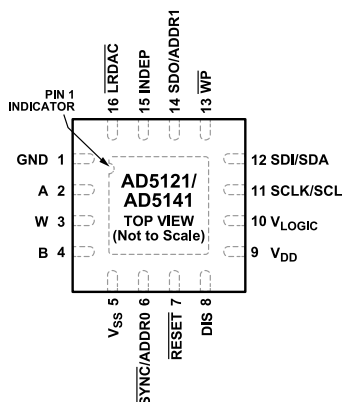 16 LRDAC
15 INDEP
14 SDO/ADDR1
13 WP
PIN 1
INDICATOR
GND 1
A 2
W 3
B 4
AD5121/
AD5141
TOP VIEW
(Not to Scale)
12 SDI/SDA
11 SCLK/SCL
10 VLOGIC
9 VDD
VSS 5
SYNC/ADDR0 6
RESET 7
DIS 8